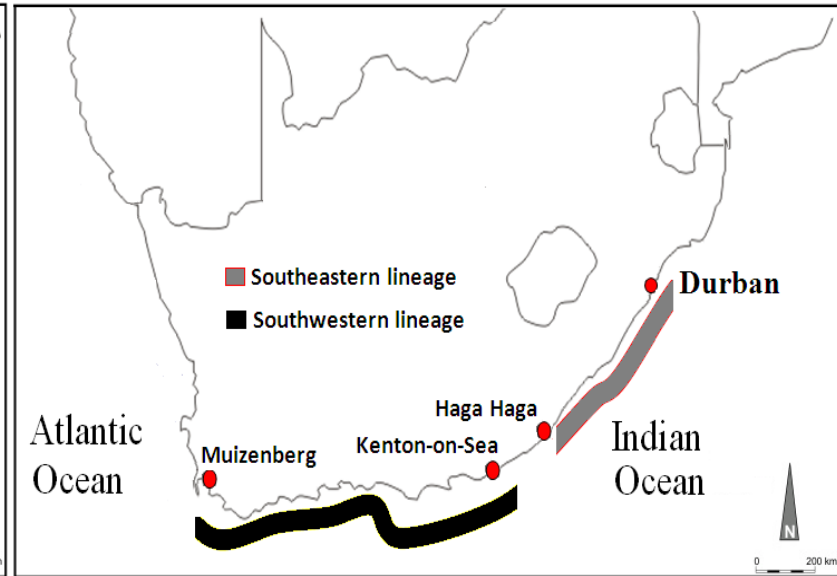 Southeastern lineage
Southwestern lineage
Durban
Haga Haga
Kenton-on-Sea
Muizenberg
Atlantic
Ocean
Indian
Ocean
N
0 200 km